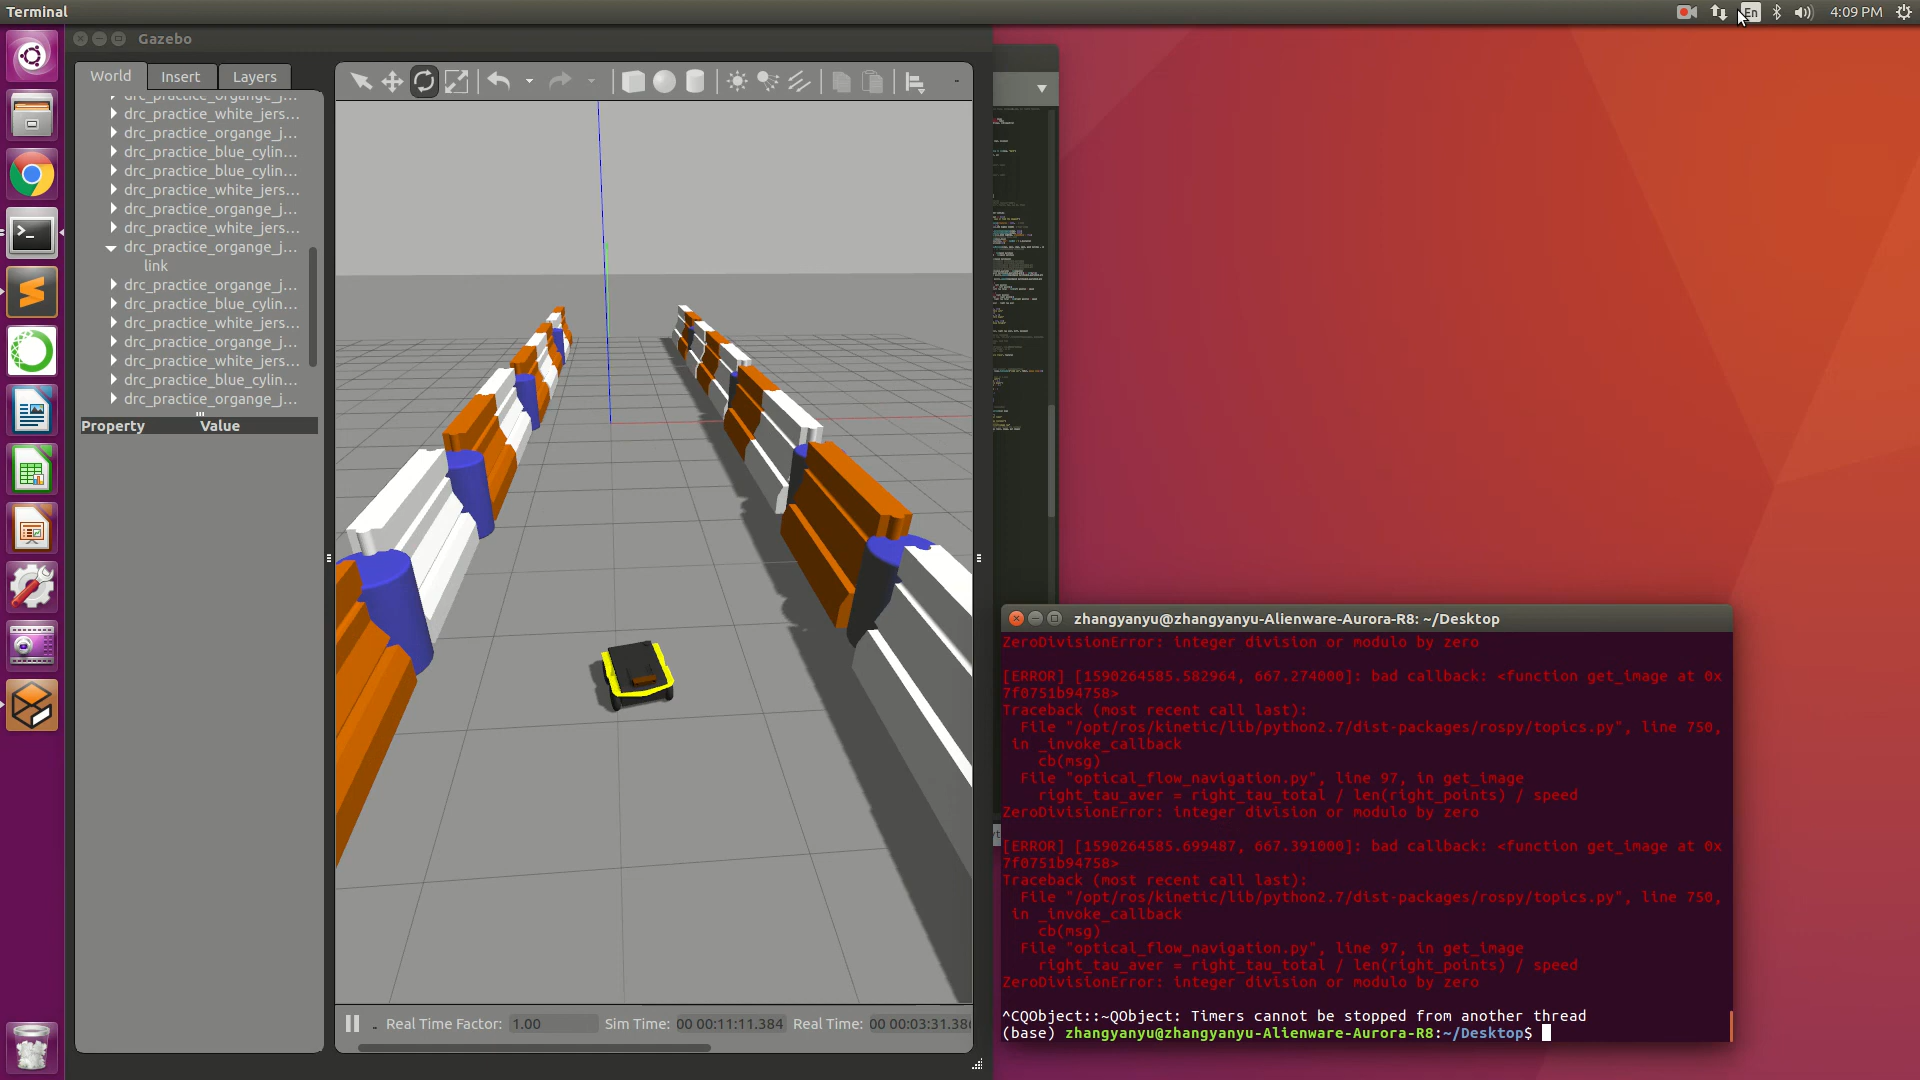 Terminal
En
4:09 PM
Gazebo
World
Insert
Layers
drc_practice_organge_j...
drc_practice_white_jers...
drc_practice_organge_j...
drc_practice_blue_cylin...
drc_practice_blue_cylin...
drc_practice_white_jers...
drc_practice_organge_j...
drc_practice_white_jers...
drc_practice_organge_j...
link
drc_practice_organge_j...
drc_practice_blue_cylin...
drc_practice_white_jers...
drc_practice_organge_j...
drc_practice_white_jers...
drc_practice_blue_cylin...
drc_practice_organge_j...
Property Value
Real Time Factor: 1.00 Sim Time: 00 00:11:11.384 Real Time: 00 00:03:31.38
zhangyanyu@zhangyanyu-Alienware-Aurora-R8: ~/Desktop
ZeroDivisionError: integer division or modulo by zero
[ERROR] [1590264585.582964, 667.274000]: bad callback: <function get_image at 0x
7f0751b94758>
Traceback (most recent call last):
File "/opt/ros/kinetic/lib/python2.7/dist-packages/rospy/topics.py", line 750,
in _invoke_callback
cb(msg)
File "optical_flow_navigation.py", line 97, in get_image
right_tau_aver = right_tau_total / len(right_points) / speed
ZeroDivisionError: integer division or modulo by zero
[ERROR] [1590264585.699487, 667.391000]: bad callback: <function get_image at 0x
7f0751b94758>
Traceback (most recent call last):
File "/opt/ros/kinetic/lib/python2.7/dist-packages/rospy/topics.py", line 750,
in _invoke_callback
cb(msg)
File "optical_flow_navigation.py", line 97, in get_image
right_tau_aver = right_tau_total / len(right_points) / speed
ZeroDivisionError: integer division or modulo by zero
^CQObject::~QObject: Timers cannot be stopped from another thread
(base) zhangyanyu@zhangyanyu-Alienware-Aurora-R8:~/Desktop$